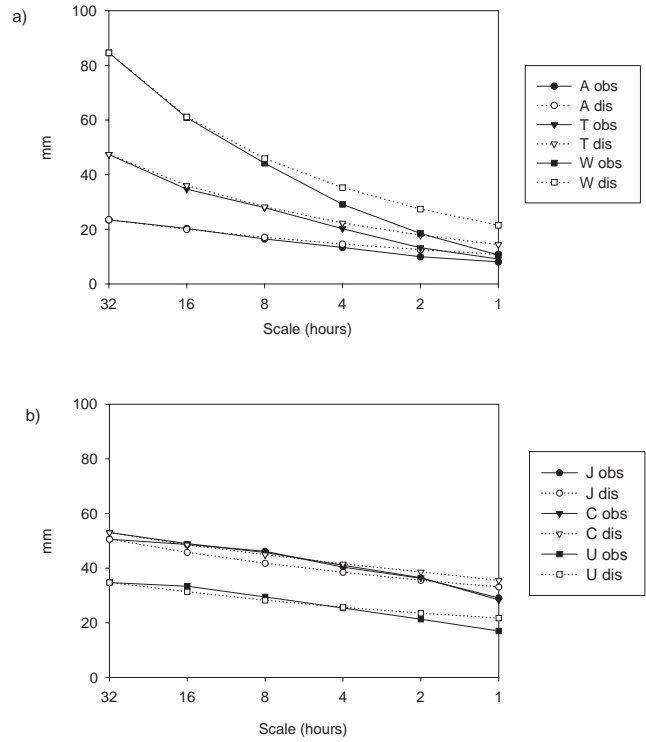 a)
100
80
60
40
20
0
mm
32 16 8 4 2 1
Scale (hours)
A obs
A dis
T obs
T dis
W obs
W dis
b)
100
80
60
40
20
0
mm
32 16 8 4 2 1
Scale (hours)
J obs
J dis
C obs
C dis
U obs
U dis